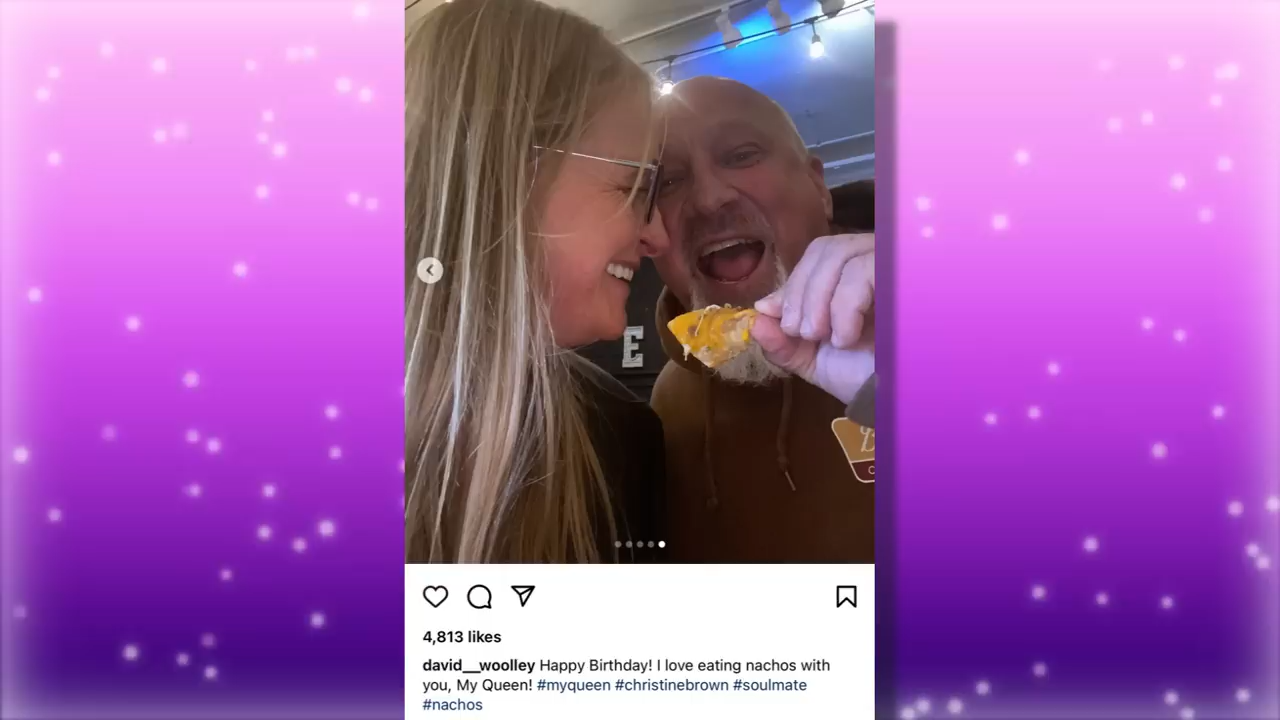 E
4,813 likes
david__woolley Happy Birthday! I love eating nachos with
you, My Queen! #myqueen #christinebrown #soulmate
#nachos